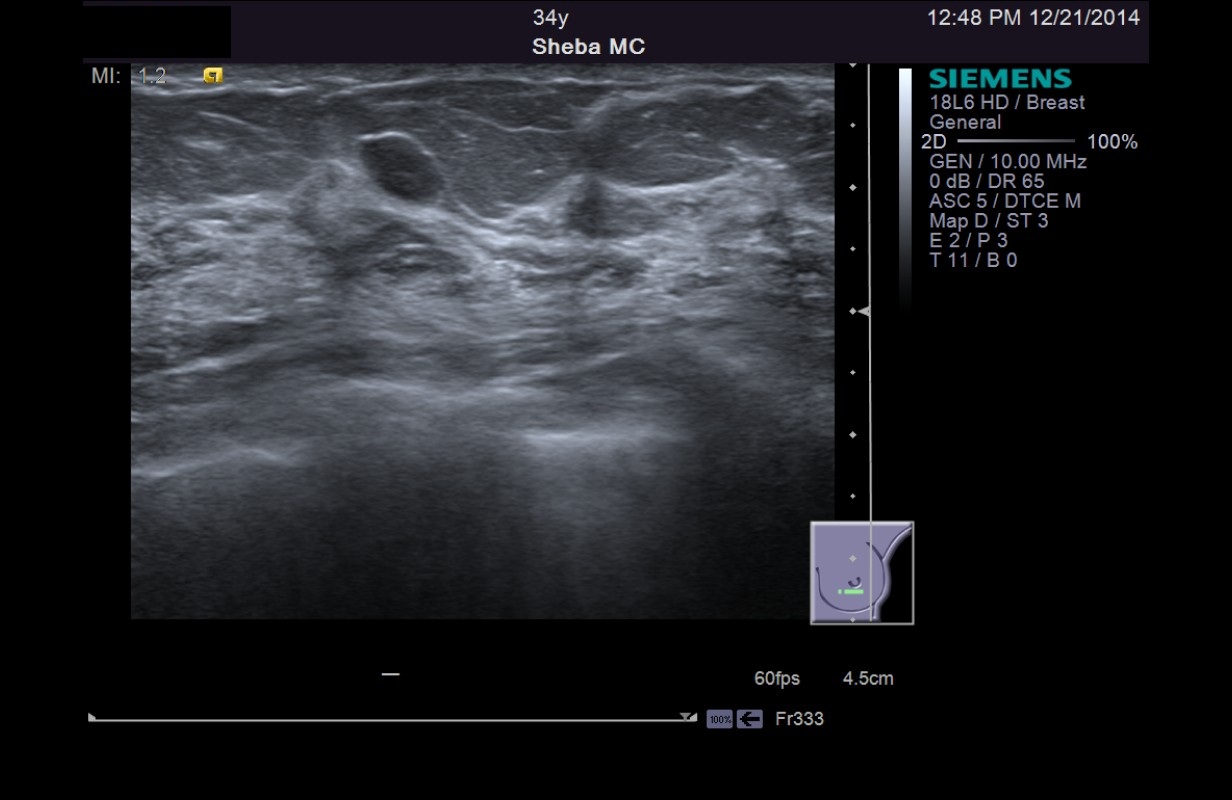 34y
12:48 PM 12/21/2014
Sheba MC
MI: 1.2
SIEMENS
18L6 HD / Breast
General
2D 100%
GEN / 10.00 MHz
0 dB / DR 65
ASC 5 / DTCE M
Map D / ST 3
E 2 / P 3
T 11 / B 0
60fps 4.5cm
100% Fr333